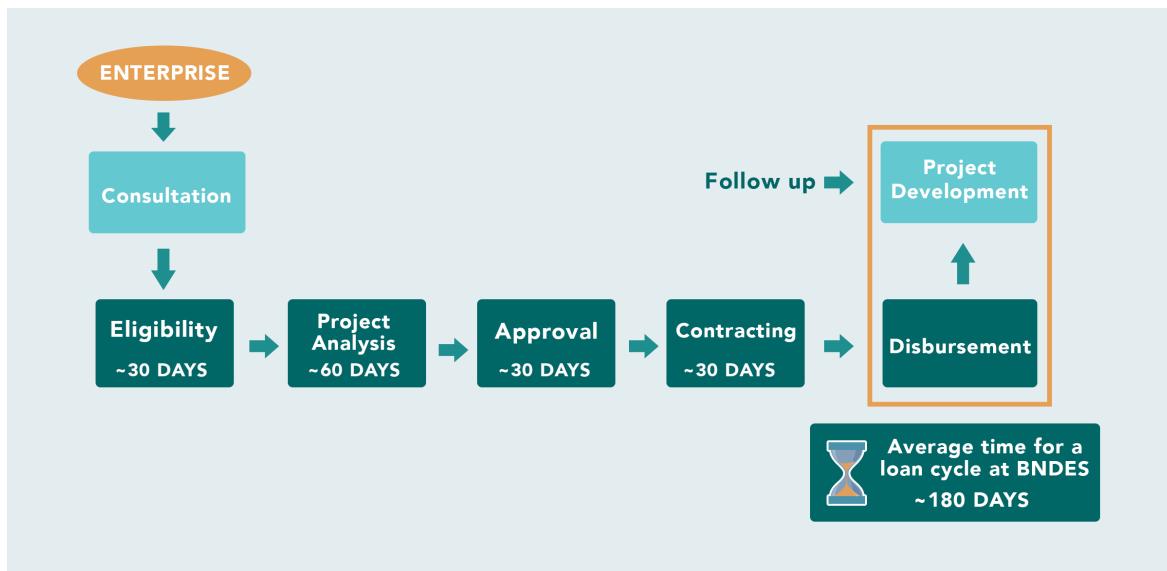 ENTERPRISE
Consultation
Eligibility
~30 DAYS
Project
Analysis
~60 DAYS
Approval
~30 DAYS
Contracting
~30 DAYS
Follow up
Project
Development
Disbursement
Average time for a
loan cycle at BNDES
~180 DAYS